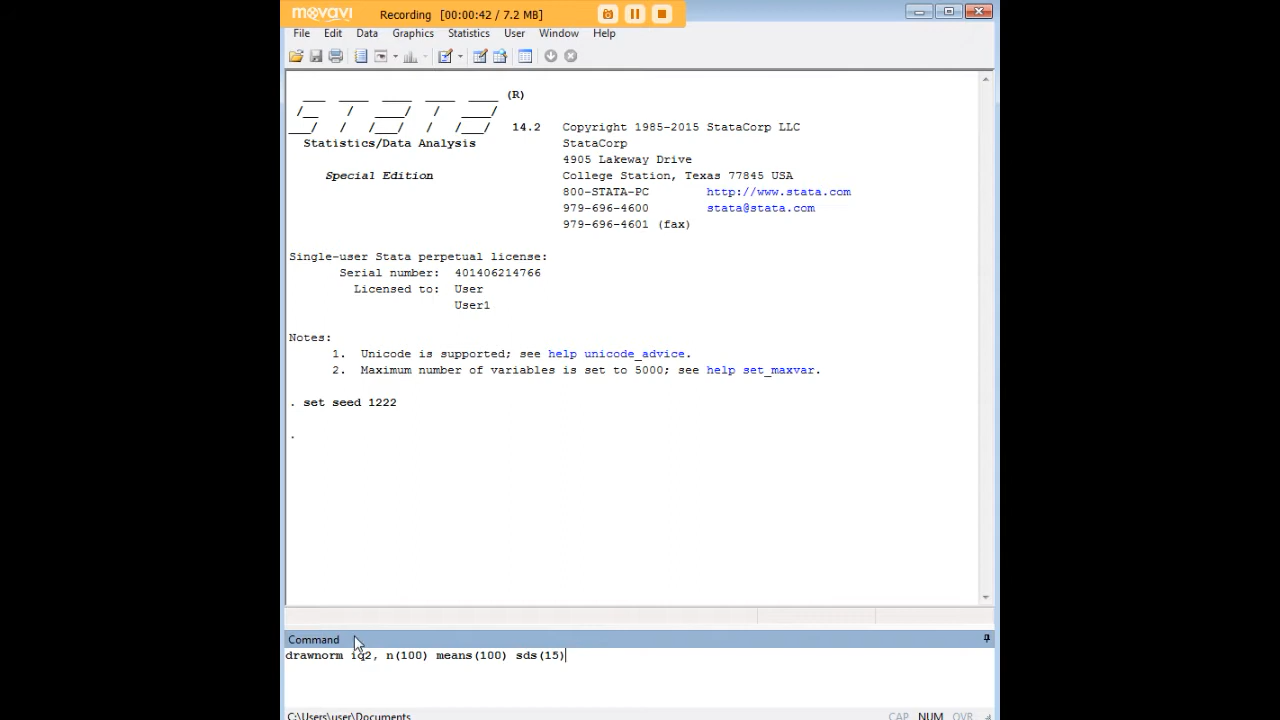 movavi Recording [00:00:42 / 7.2 MB]
File Edit Data Graphics Statistics User Window Help
(R)
STATA 14.2 Copyright 1985-2015 StataCorp LLC
Statistics/Data Analysis StataCorp
4905 Lakeway Drive
Special Edition College Station, Texas 77845 USA
800-STATA-PC http://www.stata.com
979-696-4600 stata@stata.com
979-696-4601 (fax)
Single-user Stata perpetual license:
Serial number: 401406214766
Licensed to: User
User1
Notes:
1. Unicode is supported; see help unicode_advice.
2. Maximum number of variables is set to 5000; see help set_maxvar.
. set seed 1222
.
Command
drawnorm iq2, n(100) means(100) sds(15)
C:\Users\user\Documents CAP NUM OVR